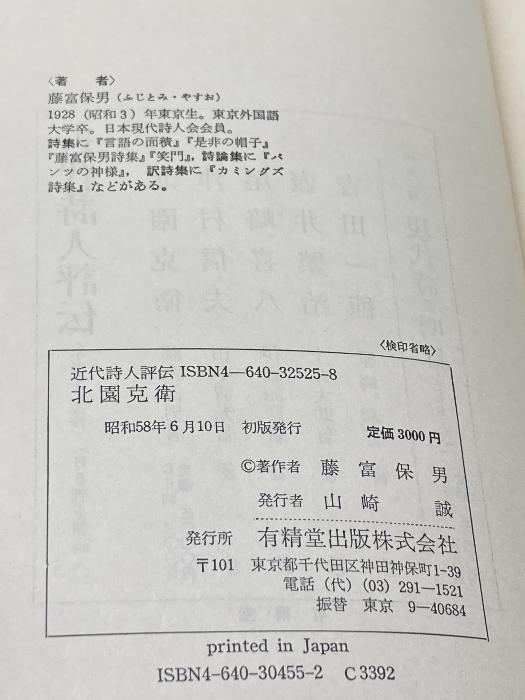 〈著者〉
藤富保男(ふじとみ・やすお)
1928(昭和3)年東京生。東京外国語
大学卒。日本現代詩人会会員。
詩集に『言語の面積』『是非の帽子』
『藤富保男詩集』『笑門』，詩論集に『パ
ンツの神様』，訳詩集に『カミングズ
詩集』などがある。
〈検印省略〉
近代詩人評伝 ISBN4―640―32525-8
北園克衛
昭和58年6月10日 初版発行 定価3000円
©著作者 藤富保男
発行者 山崎誠
発行所 有精堂出版株式会社
〒101 東京都千代田区神田神保町1-39
電話(代)(03)291―1521
振替 東京 9―40684
printed in Japan
ISBN4-640-30455-2 C3392